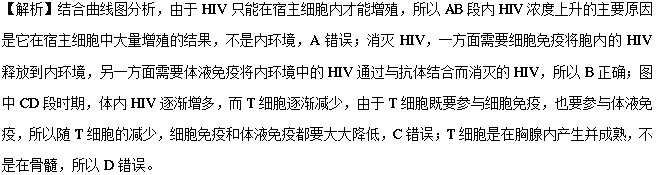 【解析】结合曲线图分析，由于 HIV 只能在宿主细胞内才能增殖，所以 AB 段内 HIV 浓度上升的主要原因
是它在宿主细胞中大量增殖的结果，不是内环境，A 错误；消灭 HIV，一方面需要细胞免疫将胞内的 HIV
释放到内环境，另一方面需要体液免疫将内环境中的 HIV 通过与抗体结合而消灭的 HIV，所以 B 正确；图
中 CD 段时期，体内 HIV 逐渐增多，而 T 细胞逐渐减少，由于 T 细胞既要参与细胞免疫，也要参与体液免
疫，所以随 T 细胞的减少，细胞免疫和体液免疫都要大大降低，C 错误；T 细胞是在胸腺内产生并成熟，不
是在骨髓，所以 D 错误。